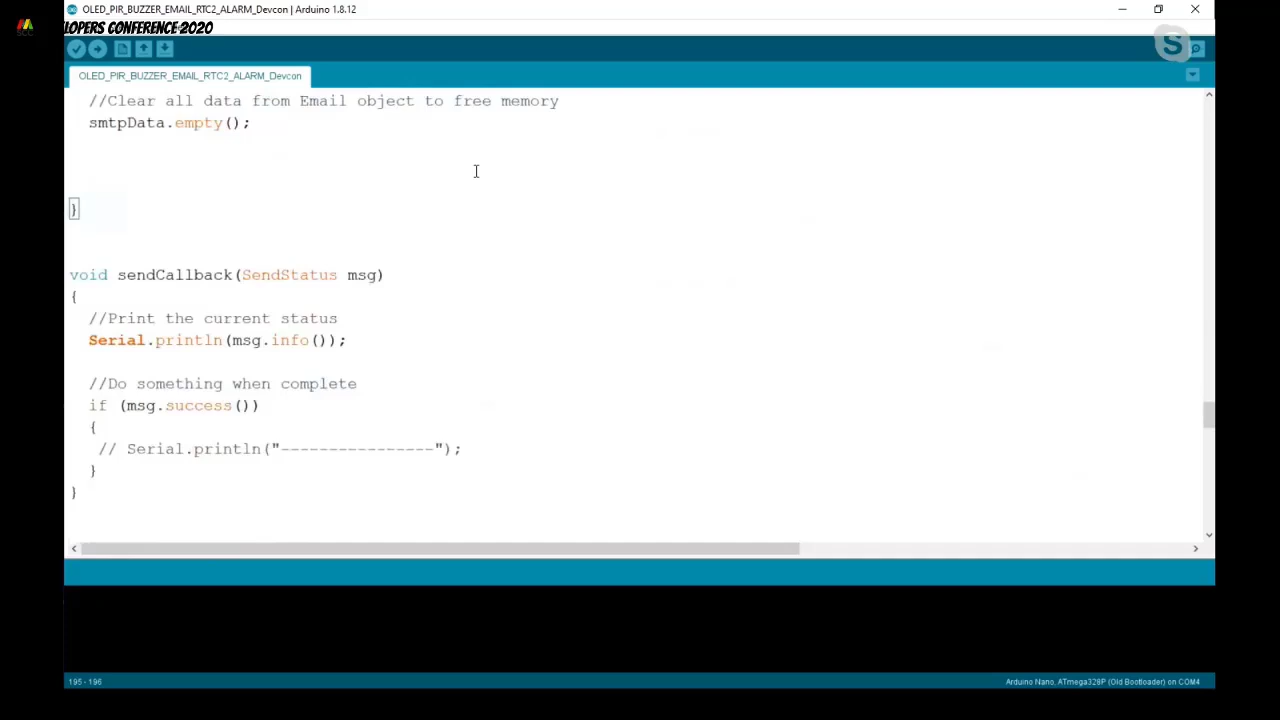 OLED_PIR_BUZZER_EMAIL_RTC2_ALARM_Devcon | Arduino 1.8.12
ELOPERS CONFERENCE 2020
SCC
S
OLED_PIR_BUZZER_EMAIL_RTC2_ALARM_Devcon
//Clear all data from Email object to free memory
smtpData.empty();
}
void sendCallback(SendStatus msg)
{
//Print the current status
Serial.println(msg.info());
//Do something when complete
if (msg.success())
{
// Serial.println("----------------");
}
}
195 - 196
Arduino Nano, ATmega328P (Old Bootloader) on COM4